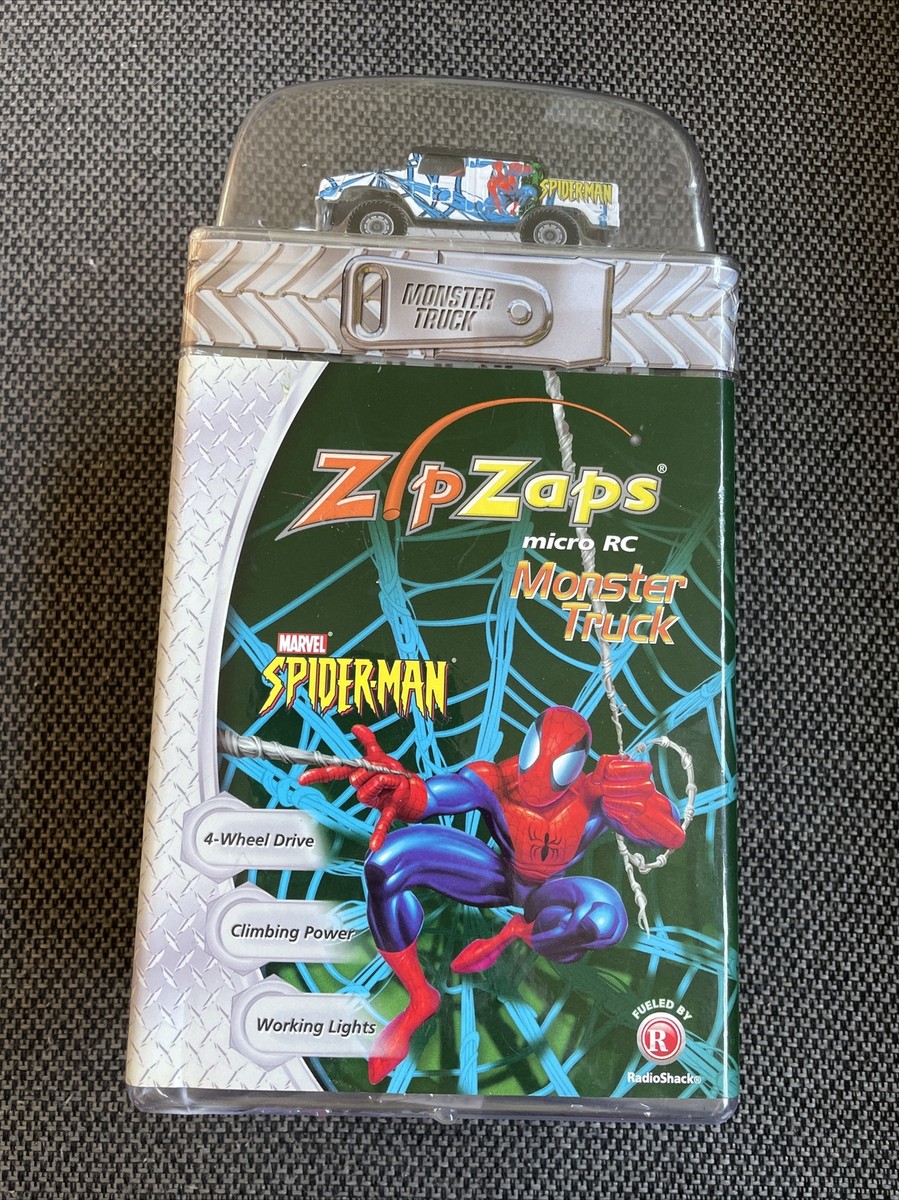 SPIDER-MAN
MONSTER
TRUCK
ZipZaps®
micro RC
Monster
Truck
MARVEL®
SPIDER-MAN®
4-Wheel Drive
Climbing Power
Working Lights
FUELED BY
R
RadioShack®